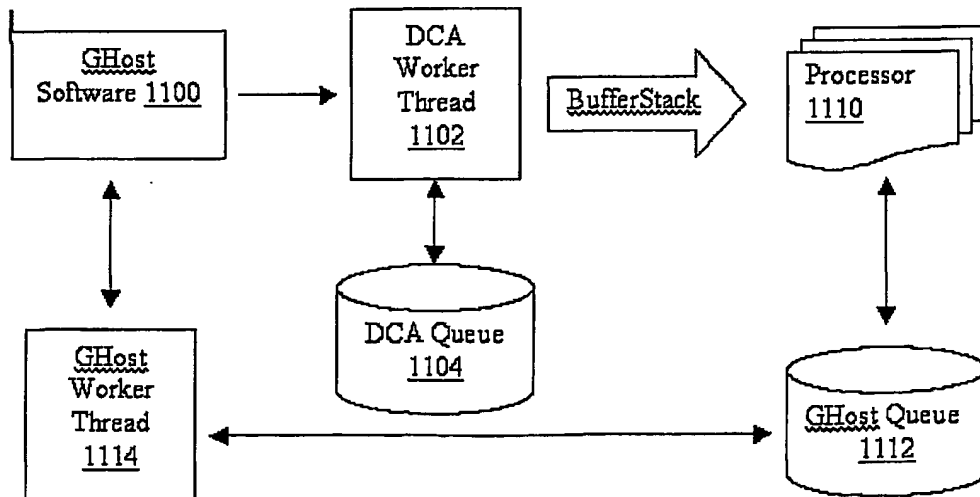 GHost
Software 1100
DCA
Worker
Thread
1102
BufferStack
Processor
1110
DCA Queue
1104
GHost
Worker
Thread
1114
GHost Queue
1112